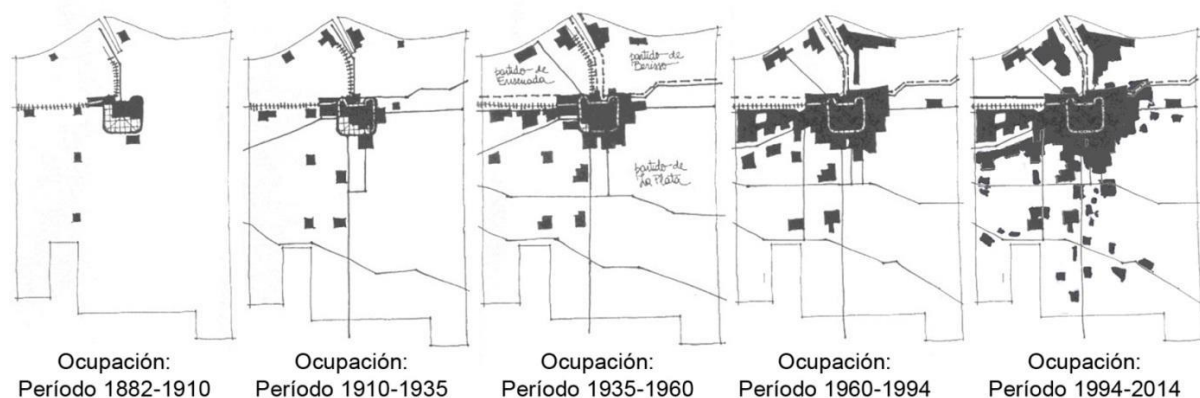 partido de
Ensenada
partido de
Berisso
partido de
La Plata
Ocupación:
Período 1882-1910
Ocupación:
Período 1910-1935
Ocupación:
Período 1935-1960
Ocupación:
Período 1960-1994
Ocupación:
Período 1994-2014